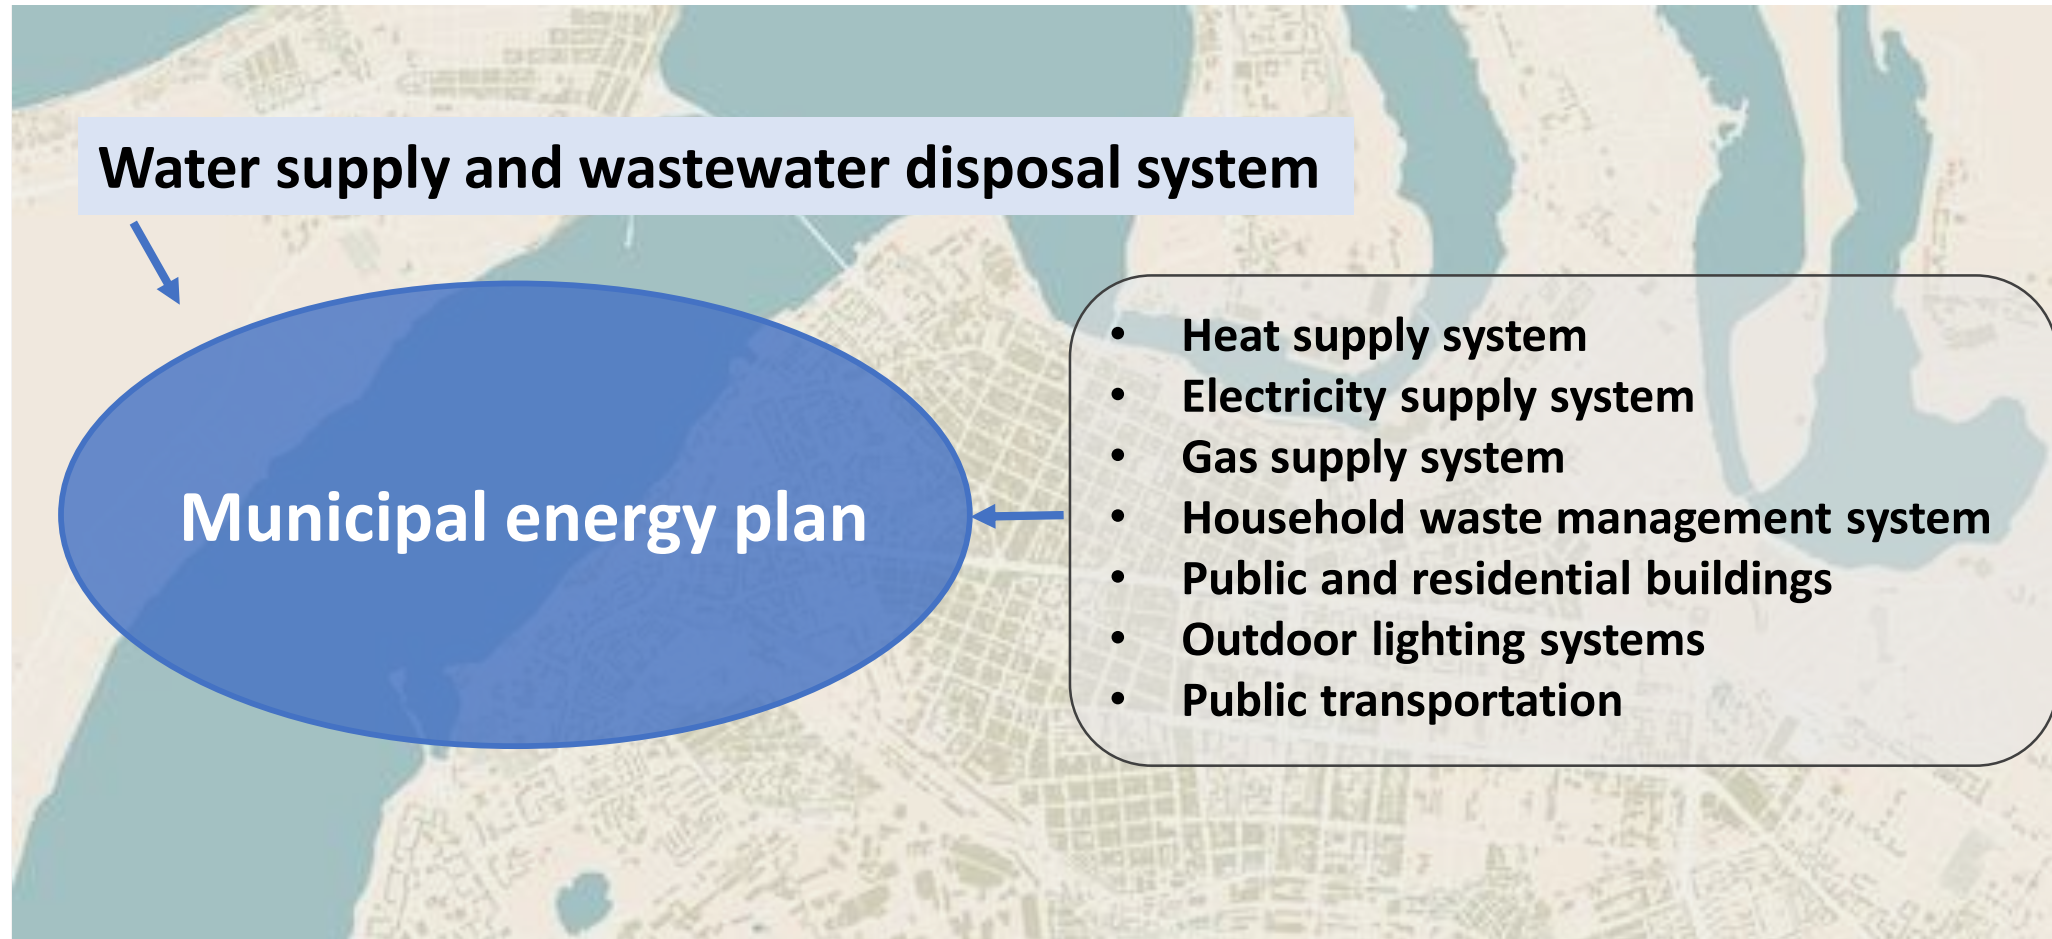 Water supply and wastewater disposal system
Municipal energy plan
• Heat supply system
• Electricity supply system
• Gas supply system
• Household waste management system
• Public and residential buildings
• Outdoor lighting systems
• Public transportation